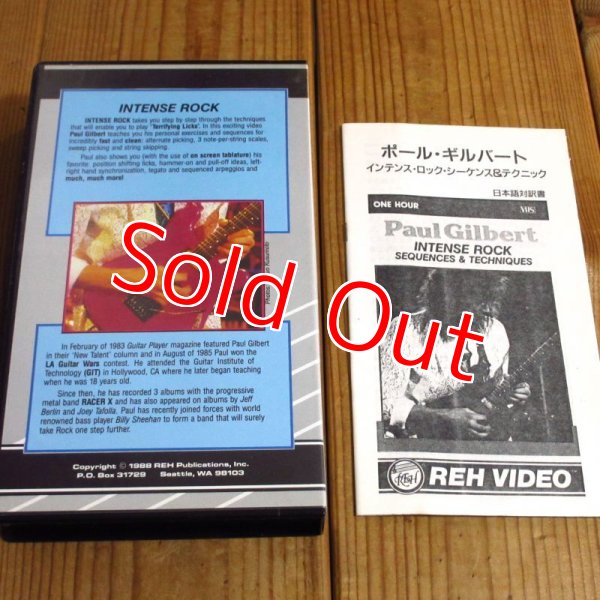 INTENSE ROCK
INTENSE ROCK takes you step by step through the techniques
that will enable you to play 'Terrifying Licks'. In this exciting video
Paul Gilbert teaches you his personal exercises and sequences for
incredibly fast and clean: alternate picking, 3 note-per-string scales,
sweep picking and string skipping.
Paul also shows you (with the use of on screen tablature) his
favorite: position shifting licks, hammer-on and pull-off ideas, left-
right hand synchronization, legato and sequenced arpeggios and
much, much more!
Photo:
In February of 1983 Guitar Player magazine featured Paul Gilbert
in their 'New Talent' column and in August of 1985 Paul won the
LA Guitar Wars contest. He attended the Guitar Institute of
Technology (GIT) in Hollywood, CA where he later began teaching
when he was 18 years old.
Since then, he has recorded 3 albums with the progressive
metal band RACER X and has also appeared on albums by Jeff
Berlin and Joey Tafolla. Paul has recently joined forces with world
renowned bass player Billy Sheehan to form a band that will surely
take Rock one step further.
Copyright © 1988 REH Publications, Inc.
P.O. Box 31729 Seattle, WA 98103
ポール・ギルバート
インテンス・ロック・シーケンス&テクニック
日本語対訳書
ONE HOUR VHS
Paul Gilbert
INTENSE ROCK
SEQUENCES & TECHNIQUES
REH REH VIDEO
Sold Out